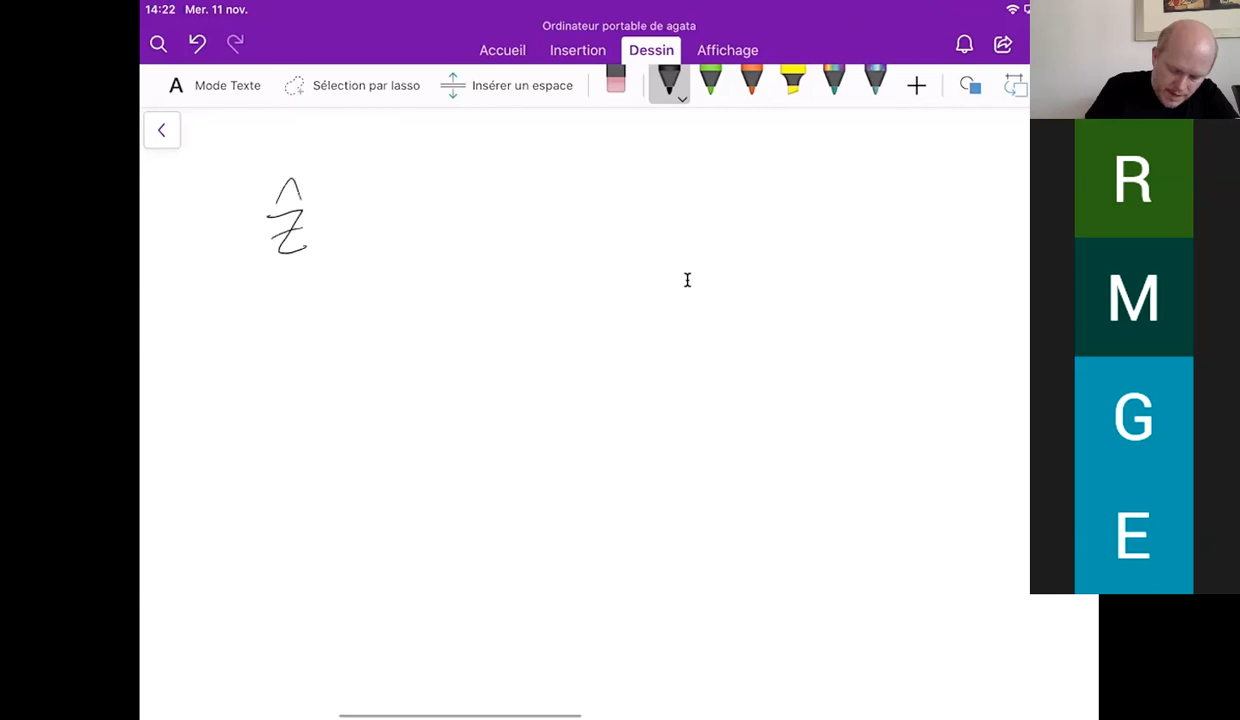 14:22 Mer. 11 nov.
Ordinateur portable de agata
Accueil Insertion Dessin Affichage
A Mode Texte Sélection par lasso Insérer un espace
ẑ
R
M
G
E